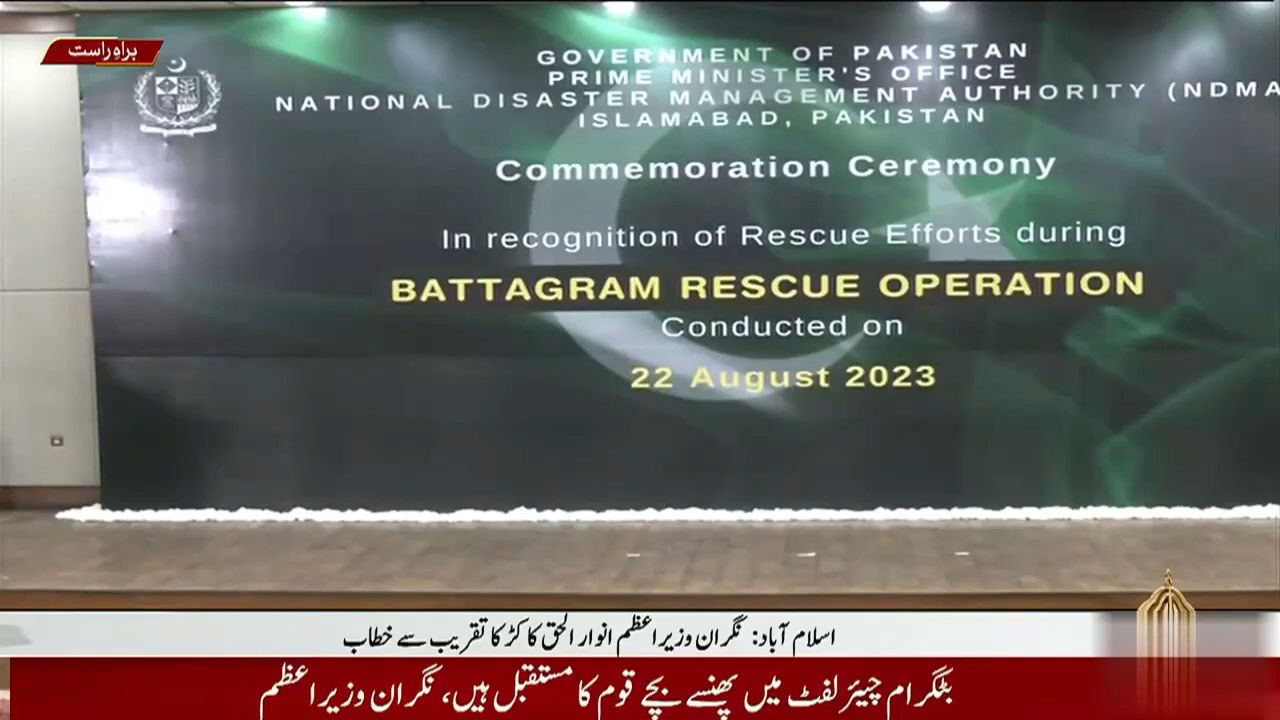 براہِ راست
GOVERNMENT OF PAKISTAN
PRIME MINISTER'S OFFICE
NATIONAL DISASTER MANAGEMENT AUTHORITY (NDMA
ISLAMABAD, PAKISTAN
Commemoration Ceremony
In recognition of Rescue Efforts during
BATTAGRAM RESCUE OPERATION
Conducted on
22 August 2023
اسلام آباد: نگران وزیراعظم انوار الحق کاکڑ کا تقریب سے خطاب
بٹگرام چیئر لفٹ میں پھنسے بچے قوم کا مستقبل ہیں، نگران وزیراعظم